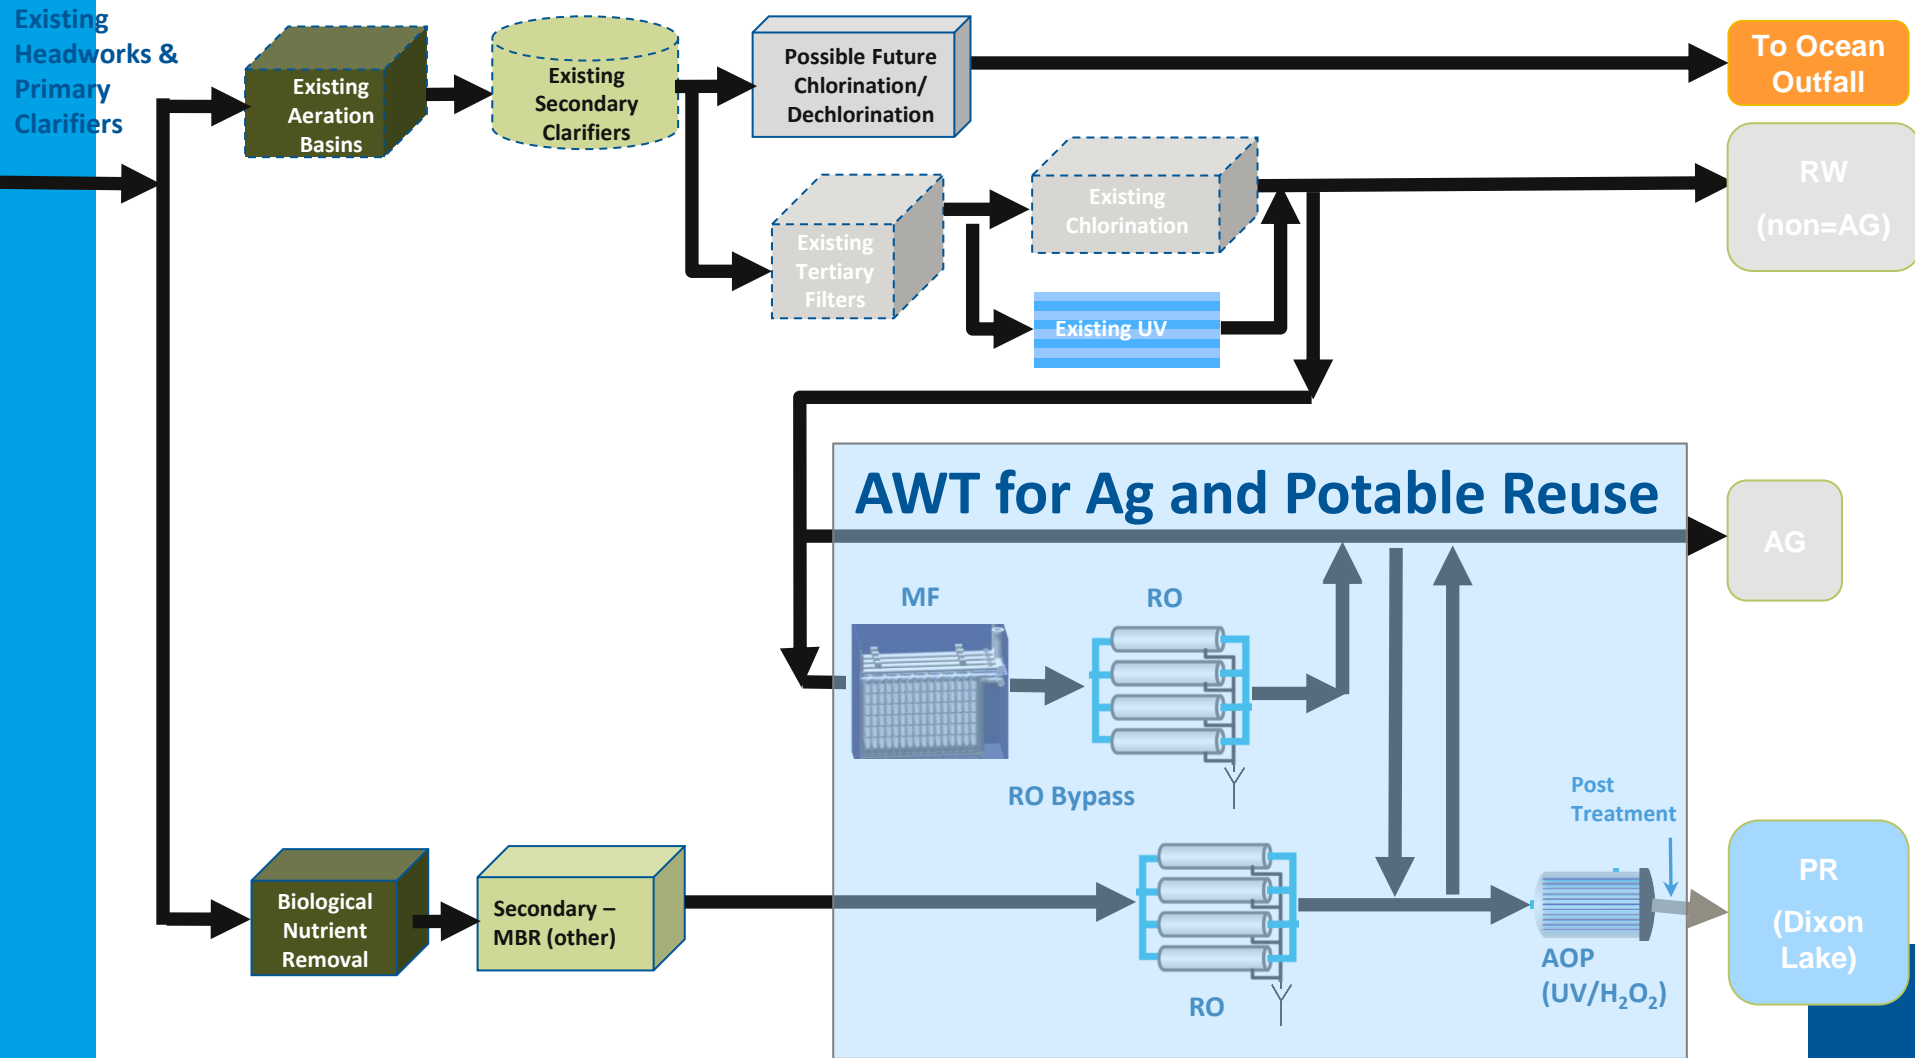 Existing
Headworks &
Primary
Clarifiers
Existing
Aeration
Basins
Existing
Secondary
Clarifiers
Possible Future
Chlorination/
Dechlorination
To Ocean
Outfall
Existing
Tertiary
Filters
Existing
Chlorination
Existing UV
RW
(non=AG)
AWT for Ag and Potable Reuse
AG
MF
RO
RO Bypass
Post
Treatment
Biological
Nutrient
Removal
Secondary –
MBR (other)
RO
AOP
(UV/H₂O₂)
PR
(Dixon
Lake)